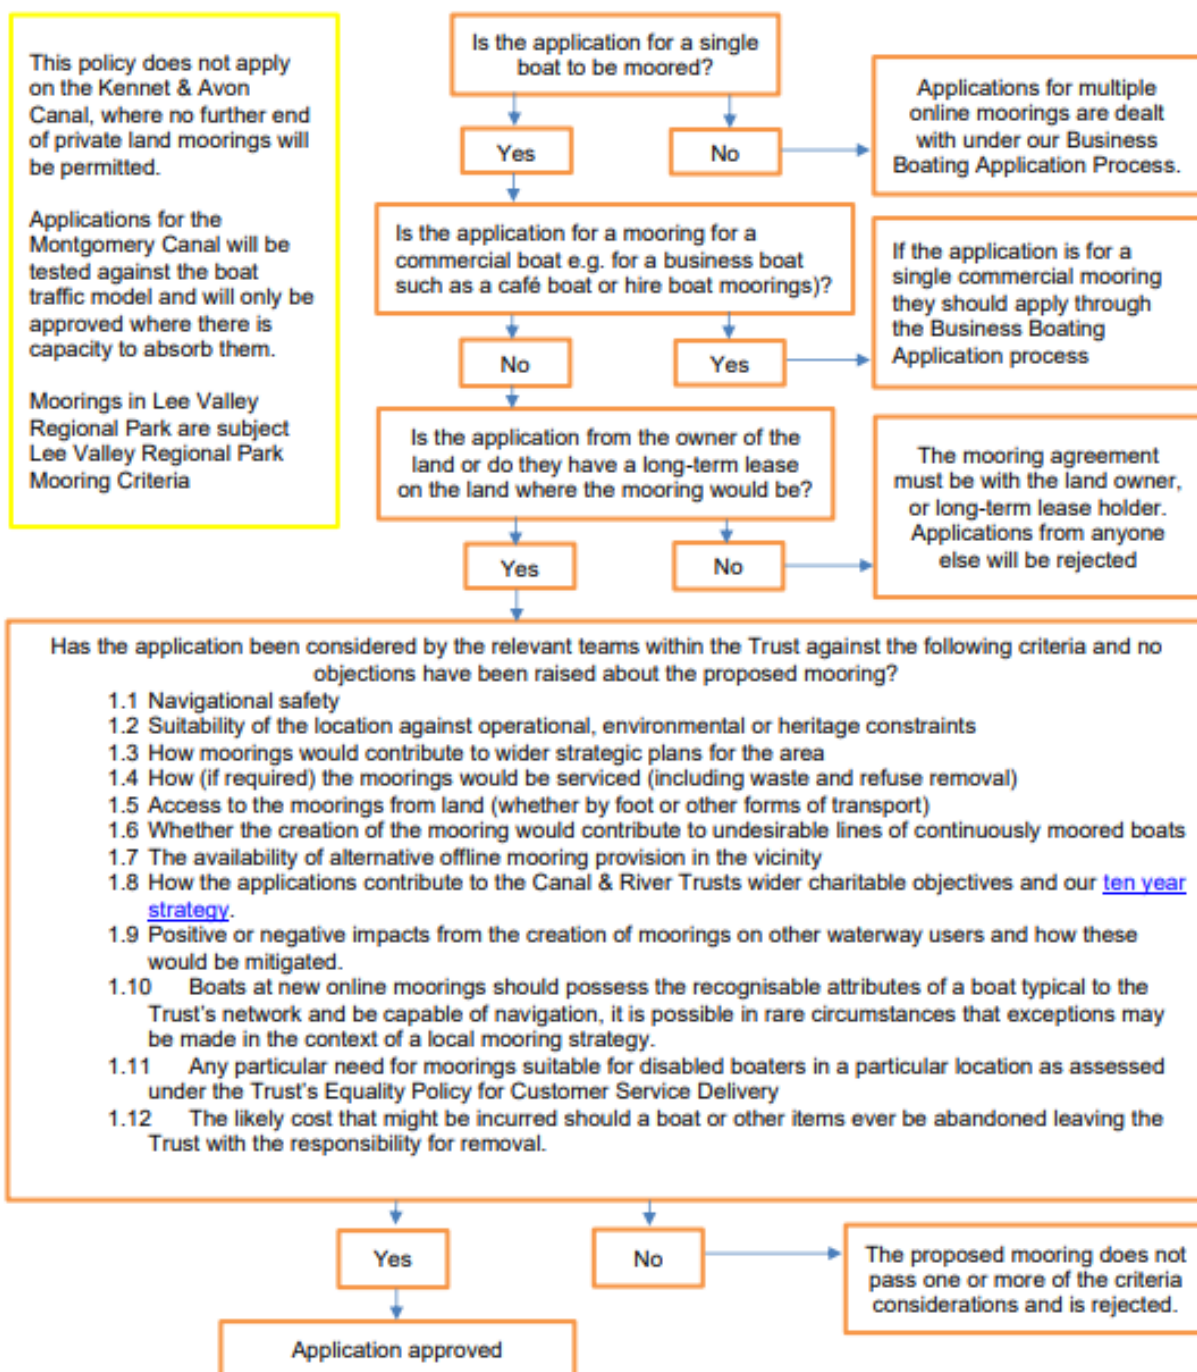 This policy does not apply
on the Kennet & Avon
Canal, where no further end
of private land moorings will
be permitted.
Applications for the
Montgomery Canal will be
tested against the boat
traffic model and will only be
approved where there is
capacity to absorb them.
Moorings in Lee Valley
Regional Park are subject
Lee Valley Regional Park
Mooring Criteria
Is the application for a single
boat to be moored?
Yes
No
Applications for multiple
online moorings are dealt
with under our Business
Boating Application Process.
Is the application for a mooring for a
commercial boat e.g. for a business boat
such as a café boat or hire boat moorings)?
No
Yes
If the application is for a
single commercial mooring
they should apply through
the Business Boating
Application process
Is the application from the owner of the
land or do they have a long-term lease
on the land where the mooring would be?
Yes
No
The mooring agreement
must be with the land owner,
or long-term lease holder.
Applications from anyone
else will be rejected
Has the application been considered by the relevant teams within the Trust against the following criteria and no
objections have been raised about the proposed mooring?
1.1 Navigational safety
1.2 Suitability of the location against operational, environmental or heritage constraints
1.3 How moorings would contribute to wider strategic plans for the area
1.4 How (if required) the moorings would be serviced (including waste and refuse removal)
1.5 Access to the moorings from land (whether by foot or other forms of transport)
1.6 Whether the creation of the mooring would contribute to undesirable lines of continuously moored boats
1.7 The availability of alternative offline mooring provision in the vicinity
1.8 How the applications contribute to the Canal & River Trusts wider charitable objectives and our ten year
strategy.
1.9 Positive or negative impacts from the creation of moorings on other waterway users and how these
would be mitigated.
1.10 Boats at new online moorings should possess the recognisable attributes of a boat typical to the
Trust's network and be capable of navigation, it is possible in rare circumstances that exceptions may
be made in the context of a local mooring strategy.
1.11 Any particular need for moorings suitable for disabled boaters in a particular location as assessed
under the Trust's Equality Policy for Customer Service Delivery
1.12 The likely cost that might be incurred should a boat or other items ever be abandoned leaving the
Trust with the responsibility for removal.
Yes
No
The proposed mooring does not
pass one or more of the criteria
considerations and is rejected.
Application approved